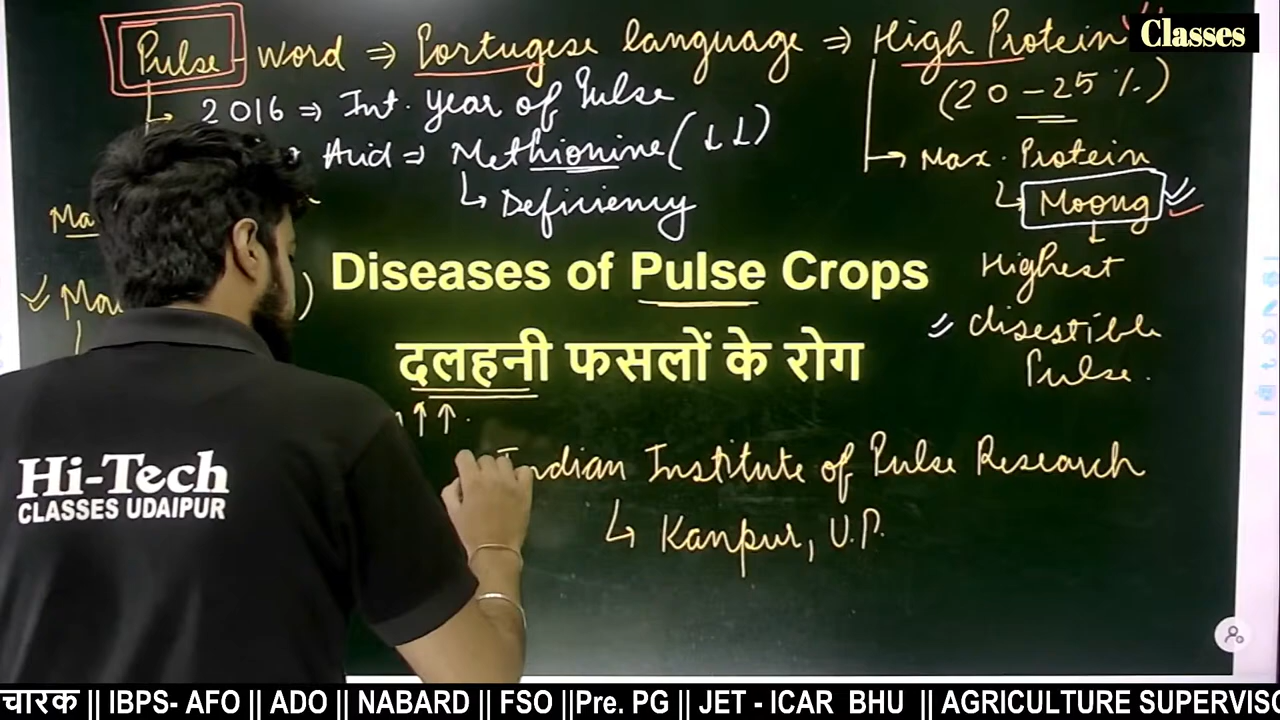 Classes
Pulse - word ⇒ Portugese language ⇒ High Protein
(20-25%)
2016 ⇒ Int. Year of Pulse
Acid ⇒ Methionine (↓↓)
↳ Deficiency
→ Max. Protein
↳ Moong
Highest
disestible
Pulse.
Diseases of Pulse Crops
दलहनी फसलों के रोग
↑↑
Indian Institute of Pulse Research
↳ Kanpur, U.P.
Hi-Tech
CLASSES UDAIPUR
चारक || IBPS- AFO || ADO || NABARD || FSO ||Pre. PG || JET - ICAR BHU || AGRICULTURE SUPERVISO